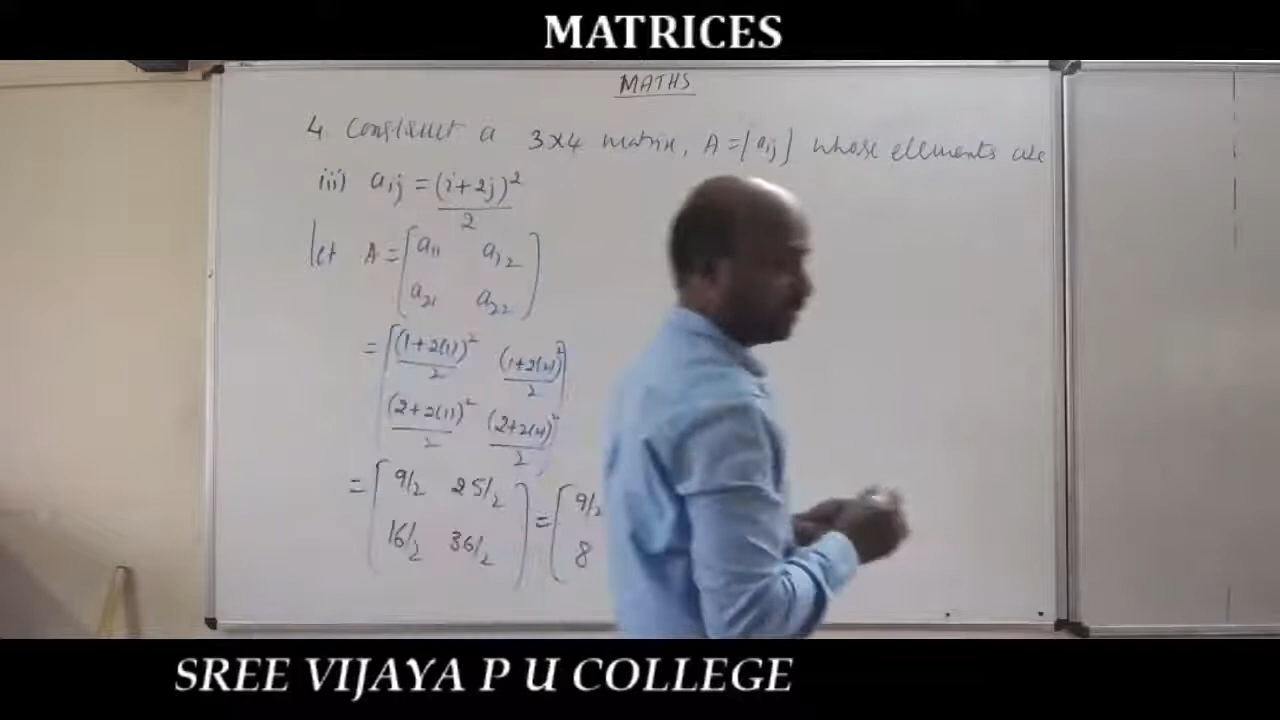 MATRICES
MATHS
4 Construct a 3x4 matrix, A = [aij] whose elements are
iii) aij = (i+2j)²/2
let A = [a11 a12
a21 a22]
= [(1+2(1))²/2 (1+2(2))²/2
(2+2(1))²/2 (2+2(2))²/2]
= [9/2 25/2 = [9/2
16/2 36/2] 8
SREE VIJAYA P U COLLEGE